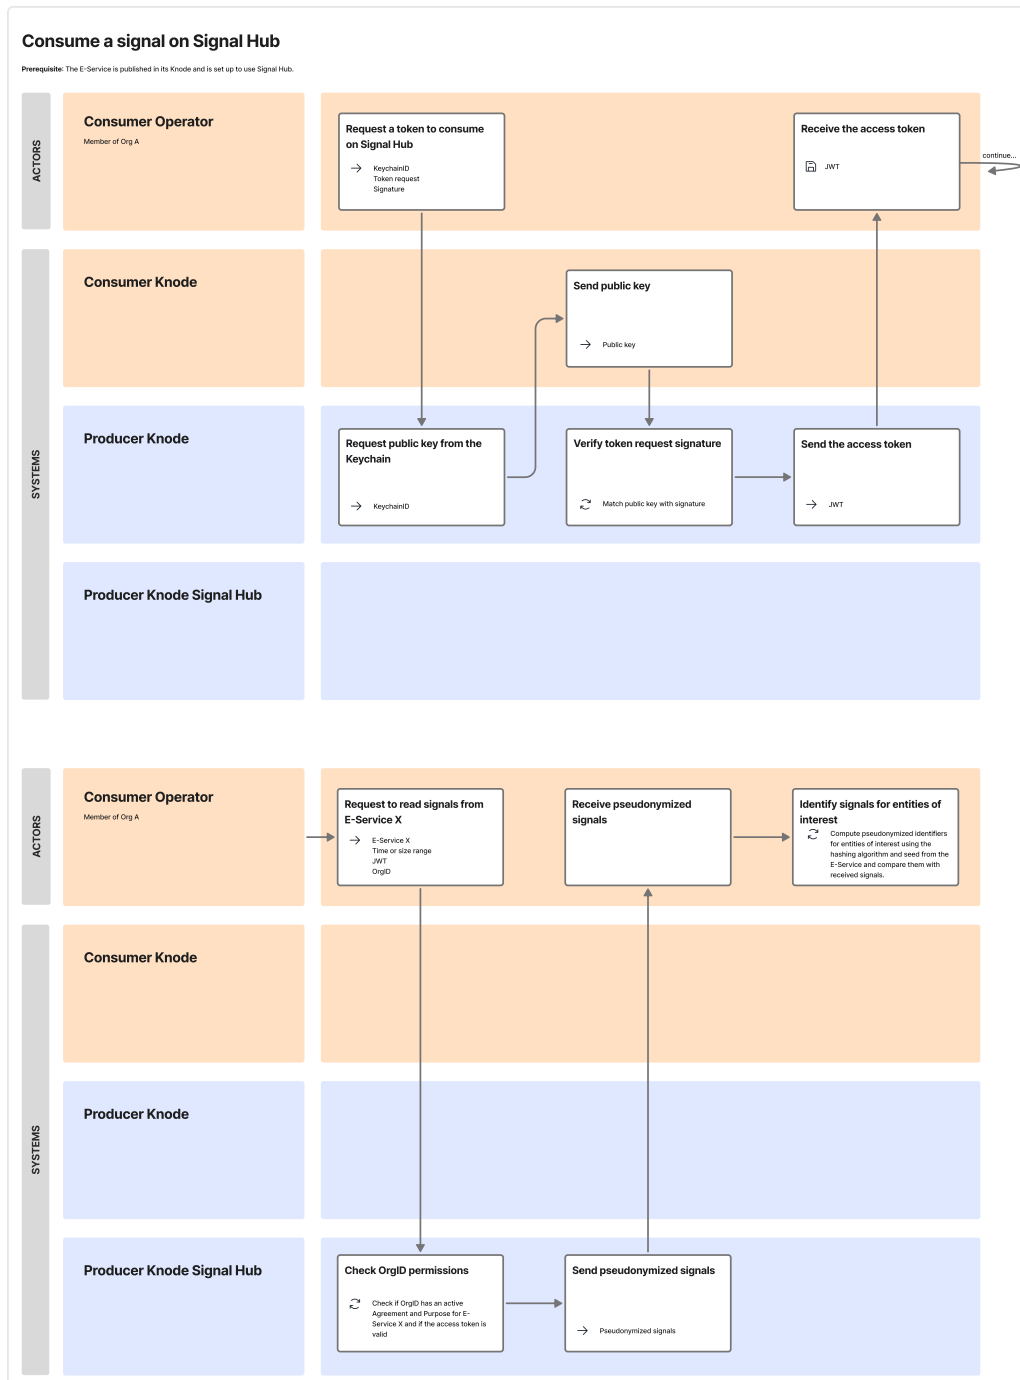 Consume a signal on Signal Hub
Prerequisite: The E-Service is published in its Knode and is set up to use Signal Hub.
ACTORS
Consumer Operator
Member of Org A
Request a token to consume
on Signal Hub
KeychainID
Token request
Signature
Receive the access token
JWT
continue...
SYSTEMS
Consumer Knode
Send public key
Public key
Producer Knode
Request public key from the
Keychain
KeychainID
Verify token request signature
Match public key with signature
Send the access token
JWT
Producer Knode Signal Hub
ACTORS
Consumer Operator
Member of Org A
Request to read signals from
E-Service X
E-Service X
Time or size range
JWT
OrgID
Receive pseudonymized
signals
Identify signals for entities of
interest
Compute pseudonymized identifiers
for entities of interest using the
hashing algorithm and seed from the
E-Service and compare them with
received signals.
SYSTEMS
Consumer Knode
Producer Knode
Producer Knode Signal Hub
Check OrgID permissions
Check if OrgID has an active
Agreement and Purpose for E-
Service X and if the access token is
valid
Send pseudonymized signals
Pseudonymized signals